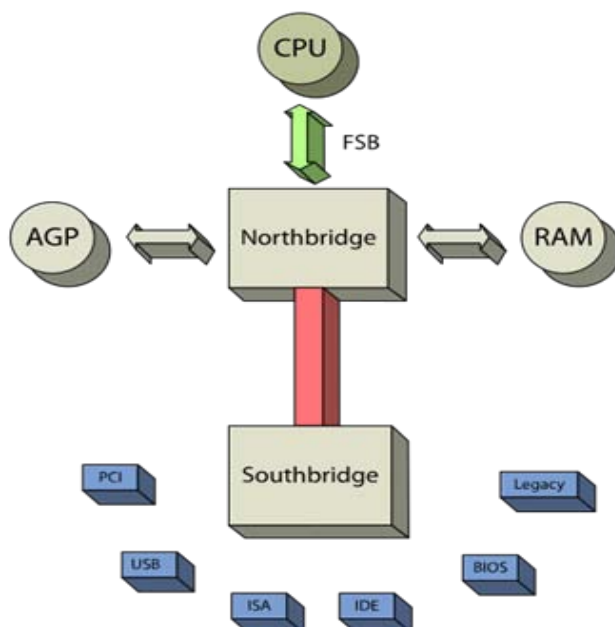 CPU
FSB
AGP
Northbridge
RAM
Southbridge
PCI
Legacy
USB
BIOS
ISA
IDE